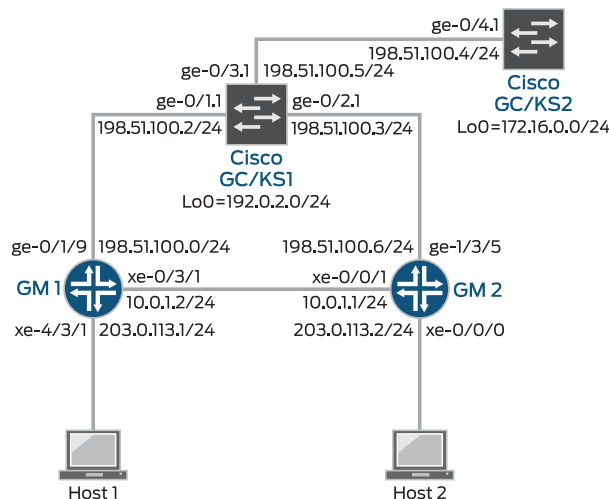 ge-0/4.1
198.51.100.4/24
Cisco
GC/KS2
Lo0=172.16.0.0/24
ge-0/3.1 198.51.100.5/24
ge-0/1.1 ge-0/2.1
198.51.100.2/24 198.51.100.3/24
Cisco
GC/KS1
Lo0=192.0.2.0/24
ge-0/1/9 198.51.100.0/24 198.51.100.6/24 ge-1/3/5
GM 1 xe-0/3/1 xe-0/0/1 GM 2
10.0.1.2/24 10.0.1.1/24
xe-4/3/1 203.0.113.1/24 203.0.113.2/24 xe-0/0/0
Host 1 Host 2